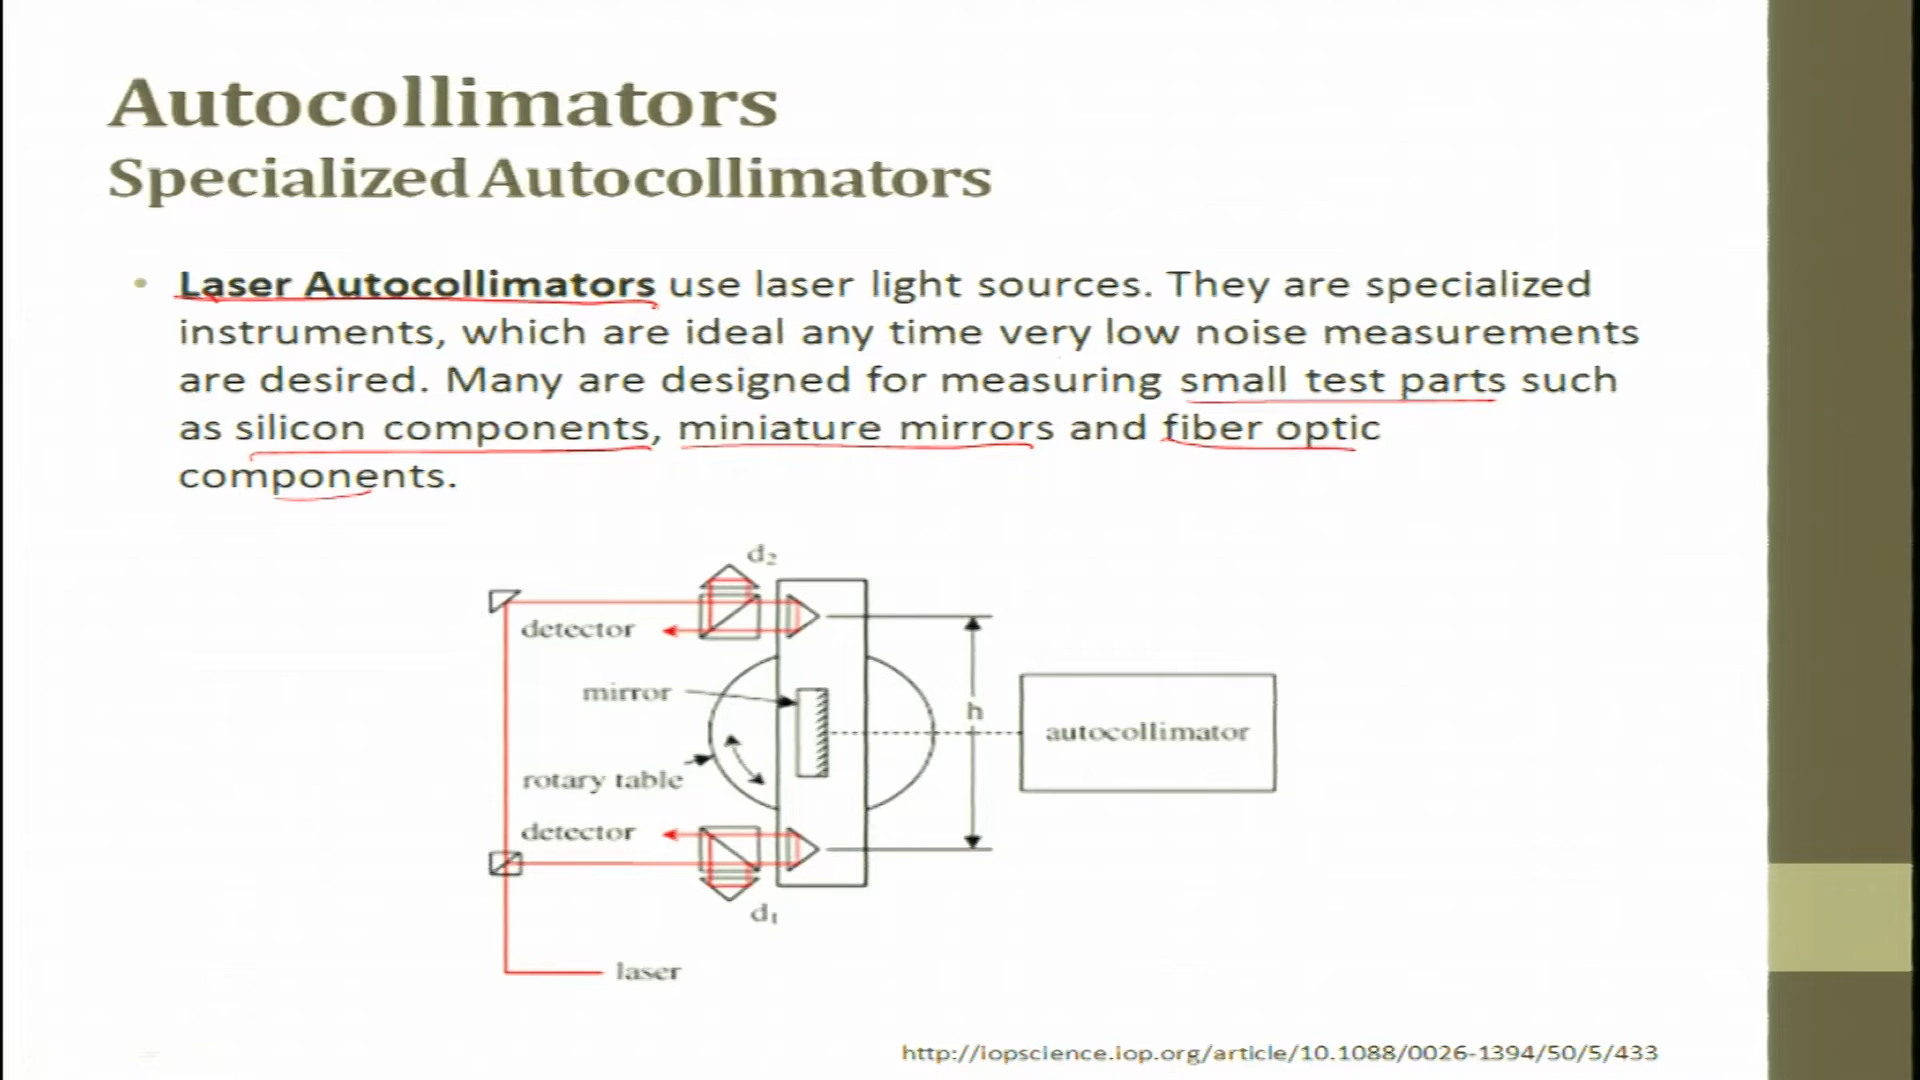 Autocollimators
Specialized Autocollimators
• Laser Autocollimators use laser light sources. They are specialized
instruments, which are ideal any time very low noise measurements
are desired. Many are designed for measuring small test parts such
as silicon components, miniature mirrors and fiber optic
components.
d₂
detector
mirror
h
autocollimator
rotary table
detector
d₁
laser
http://iopscience.iop.org/article/10.1088/0026-1394/50/5/433